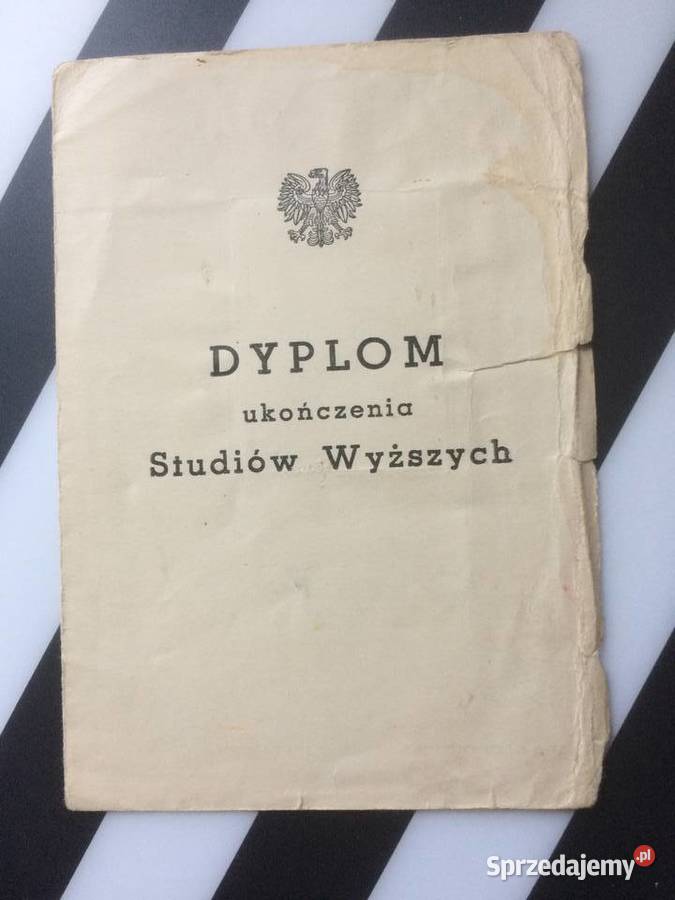 DYPLOM
ukończenia
Studiów Wyższych
Sprzedajemy.pl